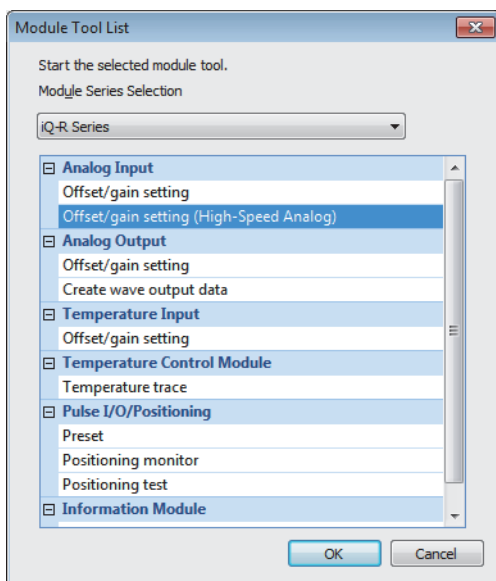 Module Tool List
Start the selected module tool.
Module Series Selection
iQ-R Series
Analog Input
Offset/gain setting
Offset/gain setting (High-Speed Analog)
Analog Output
Offset/gain setting
Create wave output data
Temperature Input
Offset/gain setting
Temperature Control Module
Temperature trace
Pulse I/O/Positioning
Preset
Positioning monitor
Positioning test
Information Module
OK Cancel